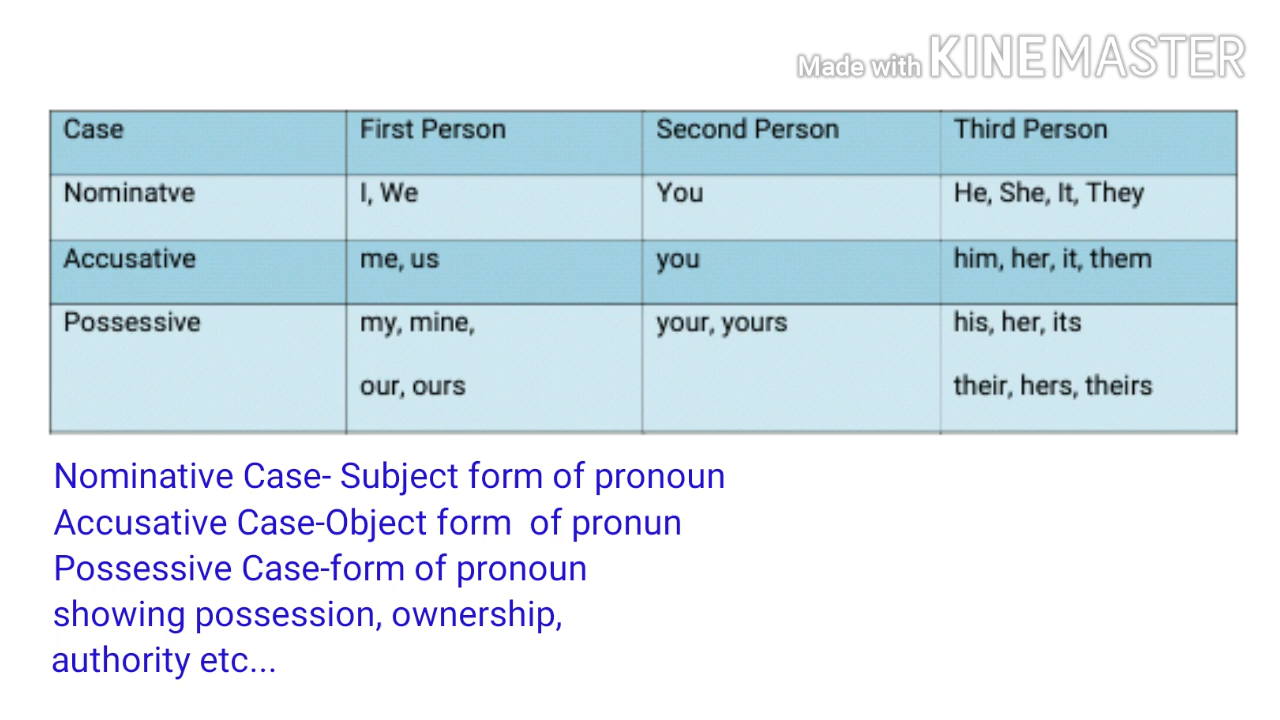 Made with KINEMASTER
Case First Person Second Person Third Person
Nominatve I, We You He, She, It, They
Accusative me, us you him, her, it, them
Possessive my, mine, your, yours his, her, its
our, ours their, hers, theirs
Nominative Case- Subject form of pronoun
Accusative Case-Object form of pronun
Possessive Case-form of pronoun
showing possession, ownership,
authority etc...